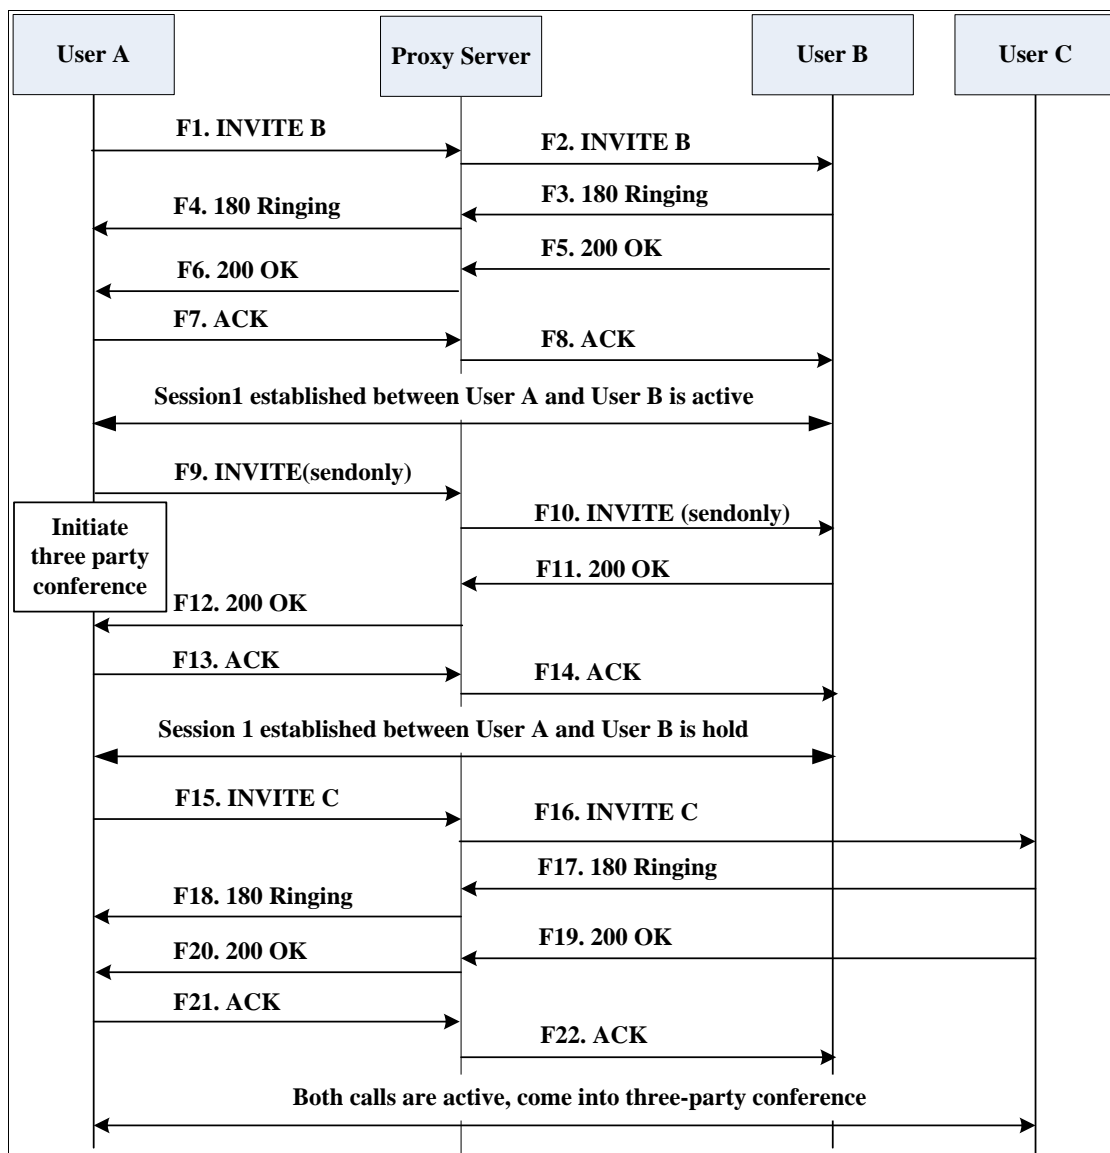 User A
Proxy Server
User B
User C
F1. INVITE B
F2. INVITE B
F3. 180 Ringing
F4. 180 Ringing
F5. 200 OK
F6. 200 OK
F7. ACK
F8. ACK
Session1 established between User A and User B is active
F9. INVITE(sendonly)
F10. INVITE (sendonly)
Initiate
three party
conference
F11. 200 OK
F12. 200 OK
F13. ACK
F14. ACK
Session 1 established between User A and User B is hold
F15. INVITE C
F16. INVITE C
F17. 180 Ringing
F18. 180 Ringing
F19. 200 OK
F20. 200 OK
F21. ACK
F22. ACK
Both calls are active, come into three-party conference